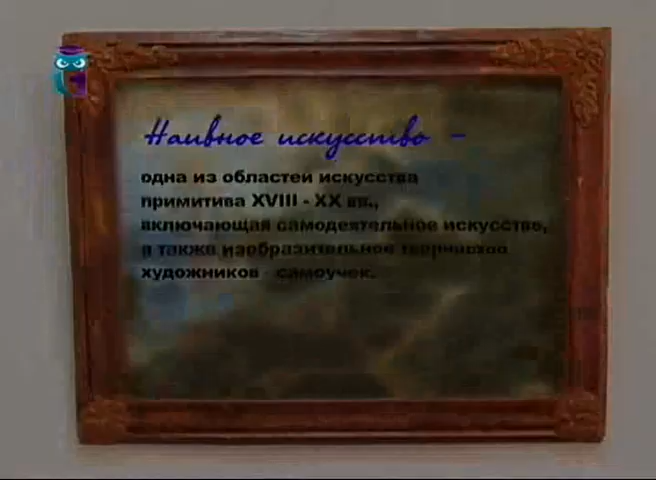 Наивное искусство –
одна из областей искусства
примитива XVIII - XX вв.,
включающая самодеятельное искусство,
а также изобразительное творчество
художников - самоучек.